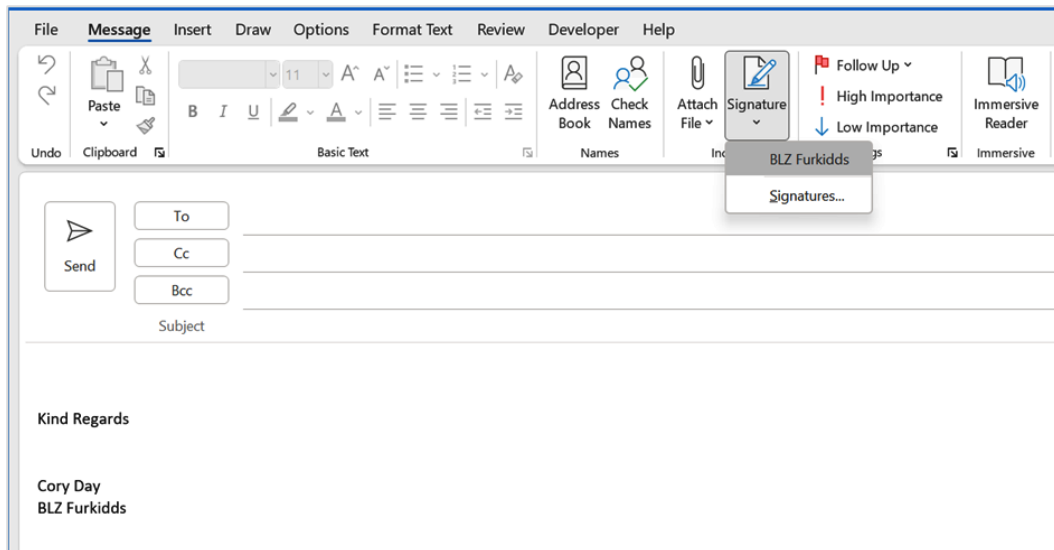 File Message Insert Draw Options Format Text Review Developer Help
11
Paste
B I U A
Address Book
Check Names
Attach File
Signature
Follow Up
High Importance
Low Importance
Immersive Reader
Undo Clipboard Basic Text Names Immersive
BLZ Furkidds
Signatures...
Send
To
Cc
Bcc
Subject
Kind Regards
Cory Day
BLZ Furkidds